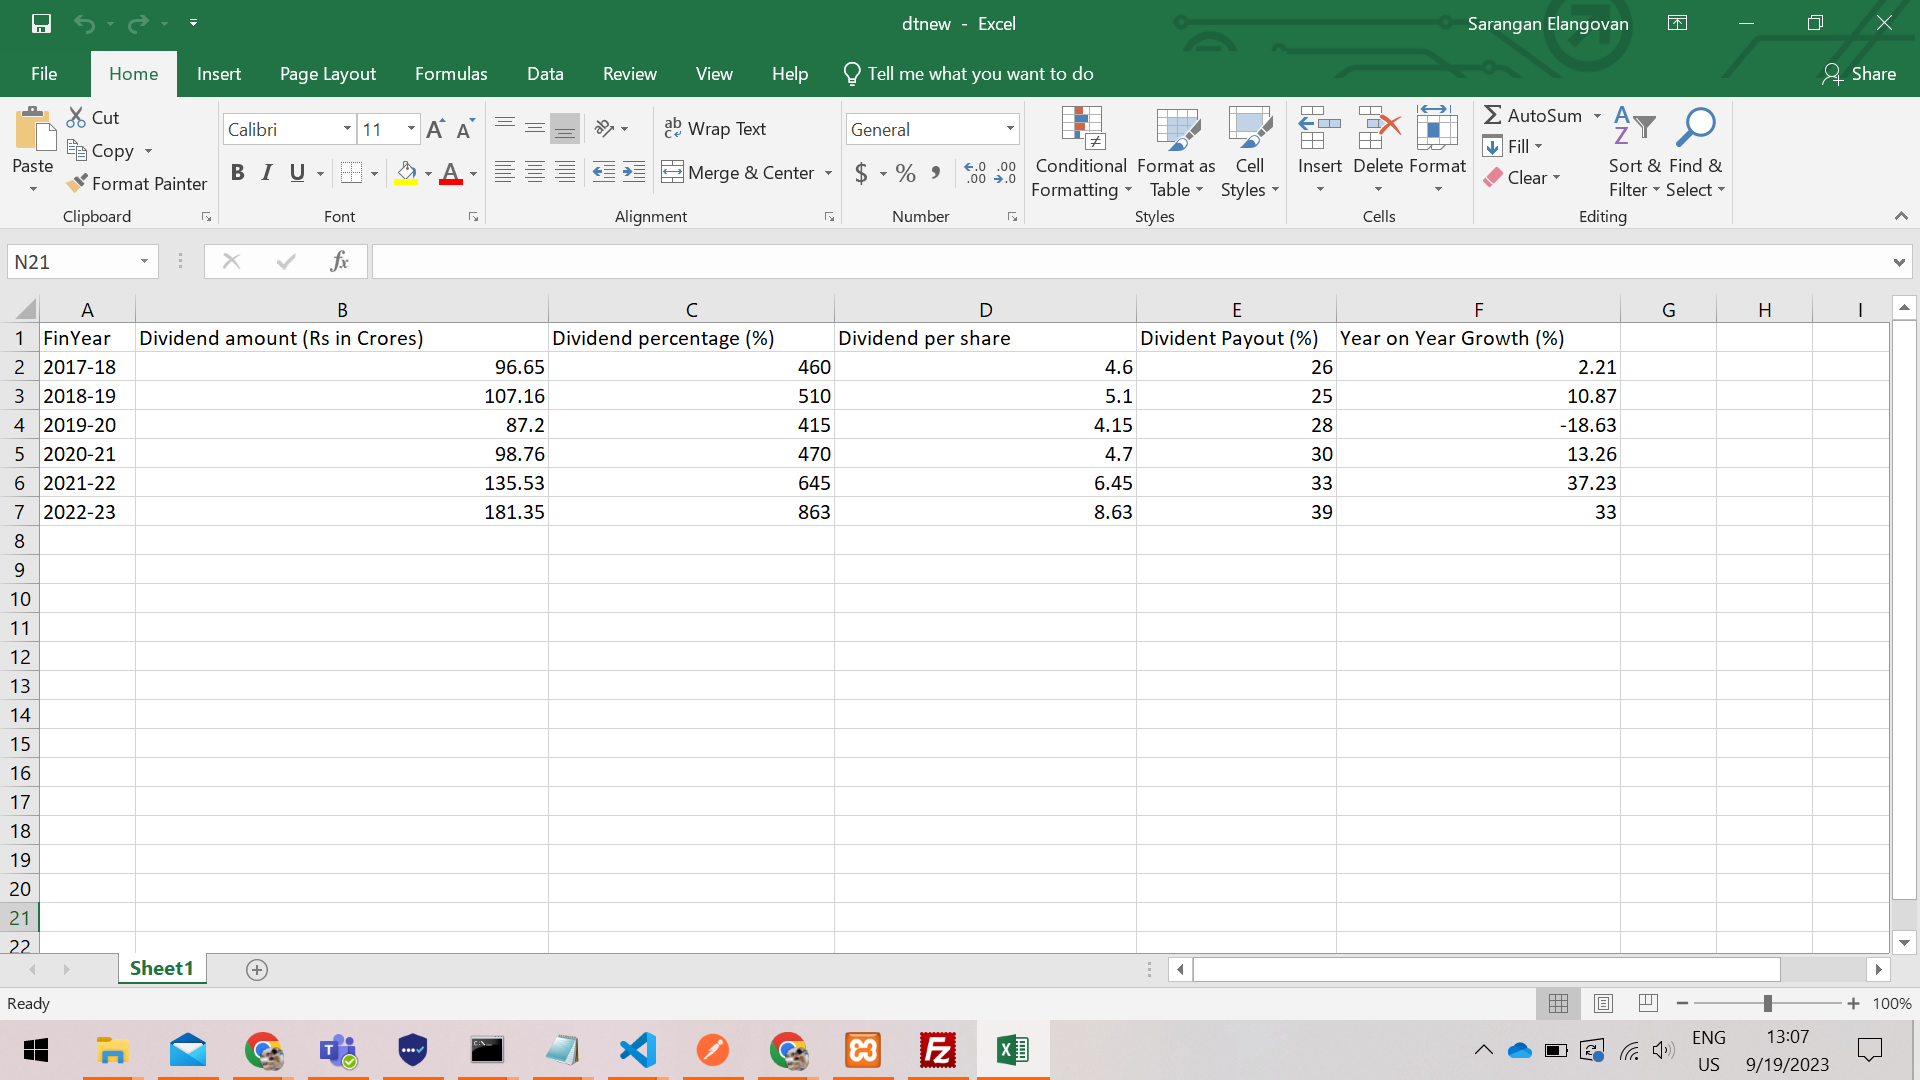 dtnew - Excel
Sarangan Elangovan
File Home Insert Page Layout Formulas Data Review View Help Tell me what you want to do Share
Paste Cut Copy Format Painter Clipboard
Calibri 11 A A B I U A Font
ab c Wrap Text Merge & Center Alignment
General $ % , .0 .00 .00 .0 Number
Conditional Formatting Format as Table Cell Styles Styles
Insert Delete Format Cells
AutoSum Fill Clear A Z Sort & Filter Find & Select Editing
N21 fx
A B C D E F G H I
1 FinYear Dividend amount (Rs in Crores) Dividend percentage (%) Dividend per share Divident Payout (%) Year on Year Growth (%)
2 2017-18 96.65 460 4.6 26 2.21
3 2018-19 107.16 510 5.1 25 10.87
4 2019-20 87.2 415 4.15 28 -18.63
5 2020-21 98.76 470 4.7 30 13.26
6 2021-22 135.53 645 6.45 33 37.23
7 2022-23 181.35 863 8.63 39 33
8
9
10
11
12
13
14
15
16
17
18
19
20
21
22
Sheet1
Ready 100%
ENG 13:07
US 9/19/2023